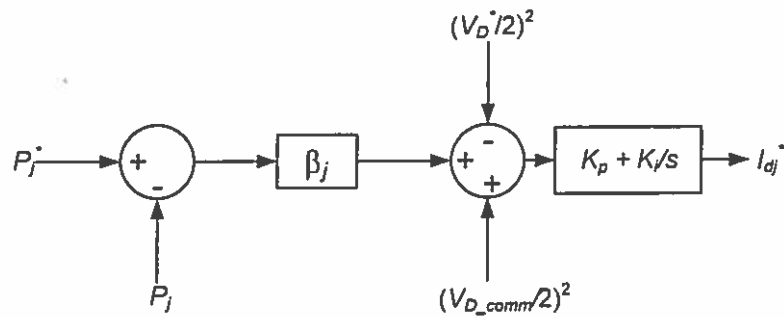 (V_D*/2)²
P_j* + - β_j + - + K_p + K_i/s I_dj*
P_j
(V_D_comm/2)²